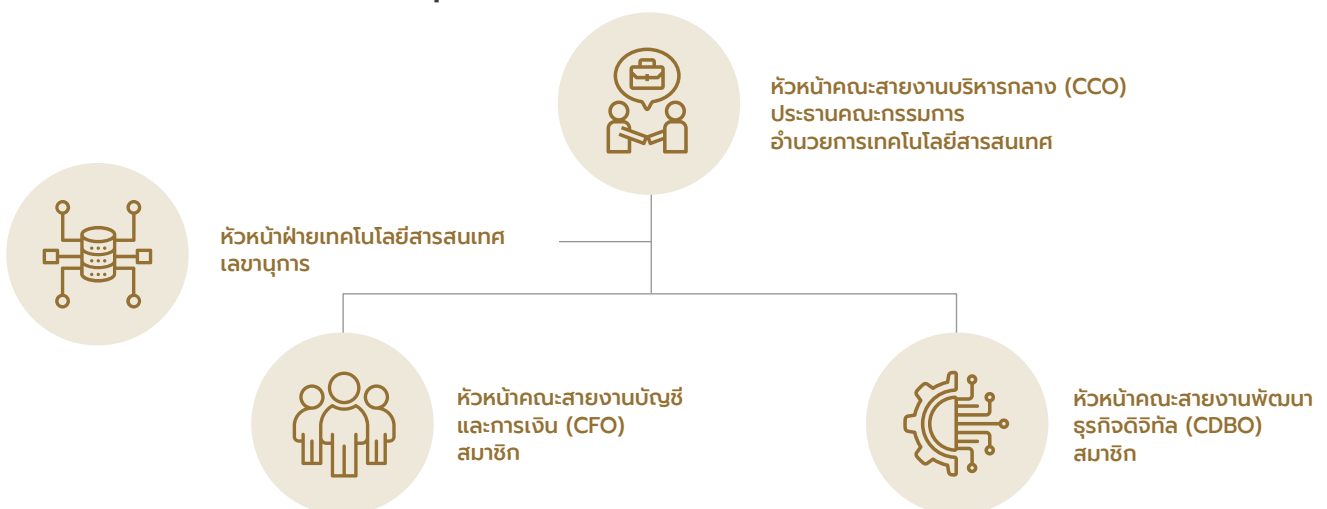 หัวหน้าคณะสายงานบริหารกลาง (CCO)
ประธานคณะกรรมการ
อำนวยการเทคโนโลยีสารสนเทศ
หัวหน้าฝ่ายเทคโนโลยีสารสนเทศ
เลขานุการ
หัวหน้าคณะสายงานบัญชี
และการเงิน (CFO)
สมาชิก
หัวหน้าคณะสายงานพัฒนา
ธุรกิจดิจิทัล (CDBO)
สมาชิก